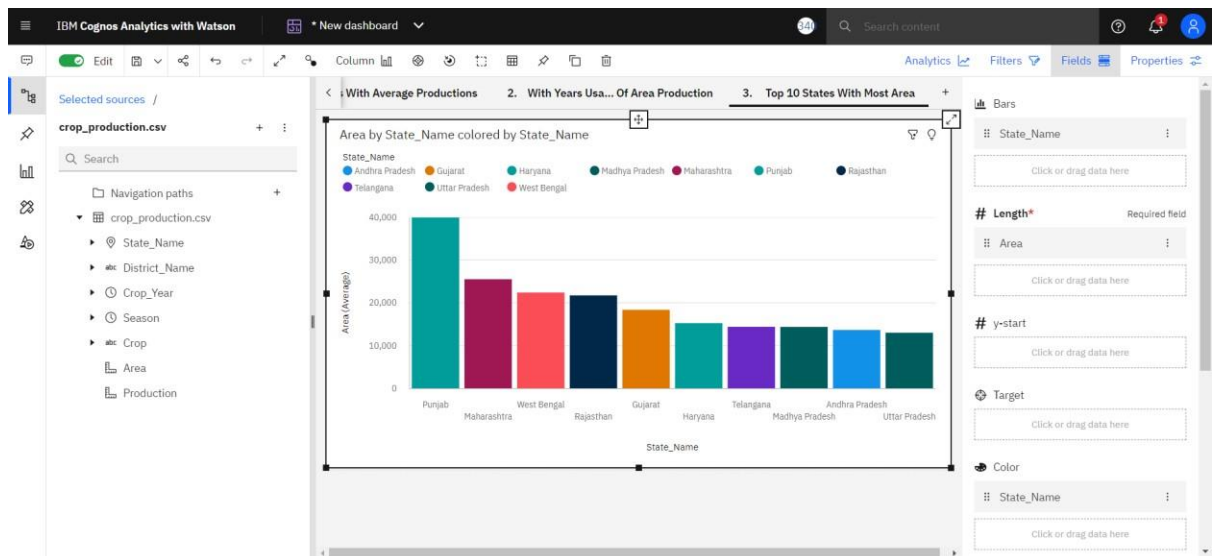 IBM Cognos Analytics with Watson
* New dashboard
Search content
Edit
Column
Analytics
Filters
Fields
Properties
Selected sources /
crop_production.csv
Search
Navigation paths
crop_production.csv
State_Name
abc District_Name
Crop_Year
Season
abc Crop
Area
Production
With Average Productions
2. With Years Usa... Of Area Production
3. Top 10 States With Most Area
Area by State_Name colored by State_Name
State_Name
Andhra Pradesh Gujarat Haryana Madhya Pradesh Maharashtra Punjab Rajasthan
Telangana Uttar Pradesh West Bengal
Area (Average)
40,000
30,000
20,000
10,000
0
Punjab West Bengal Gujarat Telangana Andhra Pradesh
Maharashtra Rajasthan Haryana Madhya Pradesh Uttar Pradesh
State_Name
Bars
State_Name
Click or drag data here
# Length* Required field
Area
Click or drag data here
# y-start
Click or drag data here
Target
Click or drag data here
Color
State_Name
Click or drag data here